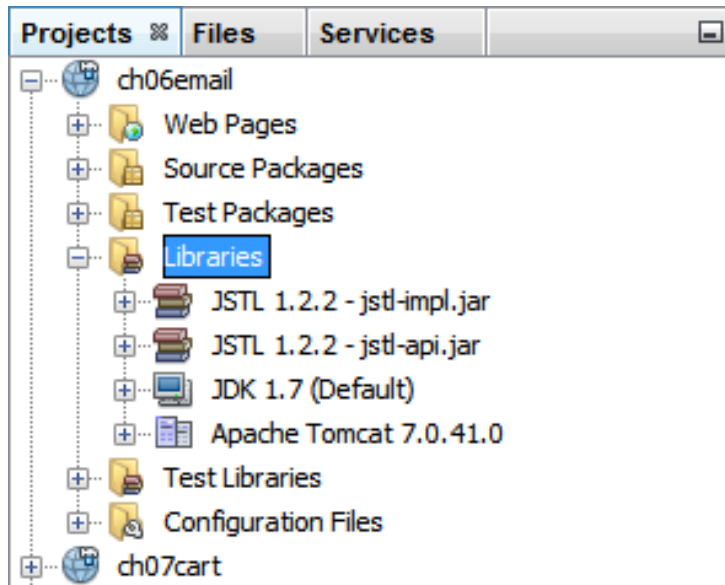 Projects Files Services
ch06email
Web Pages
Source Packages
Test Packages
Libraries
JSTL 1.2.2 - jstl-impl.jar
JSTL 1.2.2 - jstl-api.jar
JDK 1.7 (Default)
Apache Tomcat 7.0.41.0
Test Libraries
Configuration Files
ch07cart